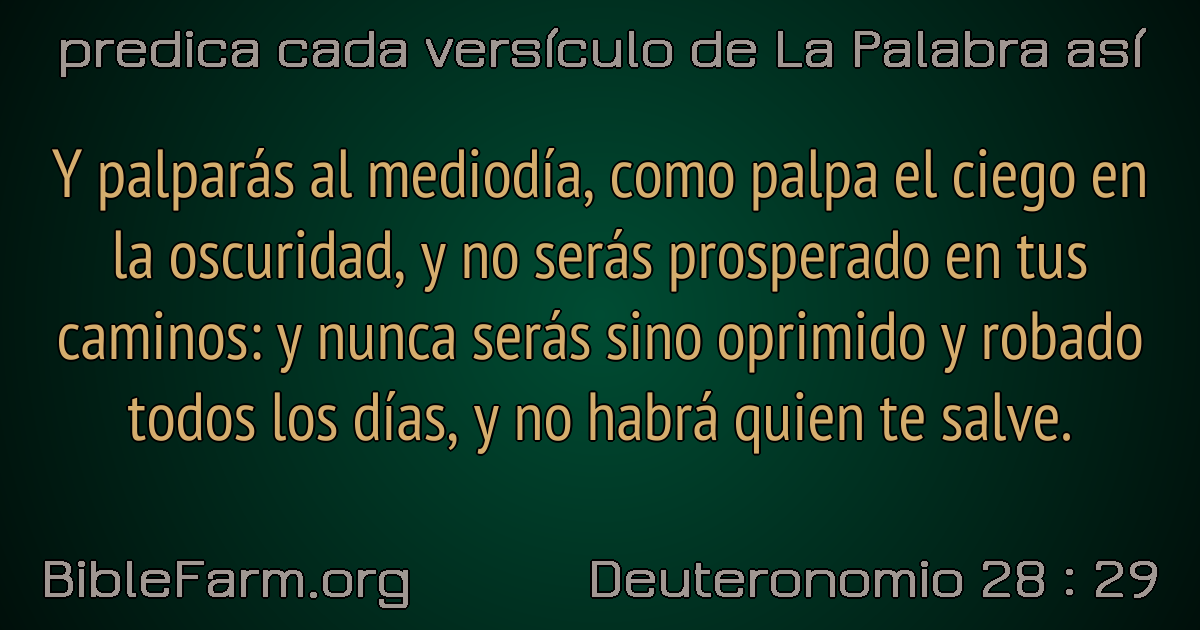 predica cada versículo de La Palabra así
Y palparás al mediodía, como palpa el ciego en
la oscuridad, y no serás prosperado en tus
caminos: y nunca serás sino oprimido y robado
todos los días, y no habrá quien te salve.
BibleFarm.org
Deuteronomio 28 : 29